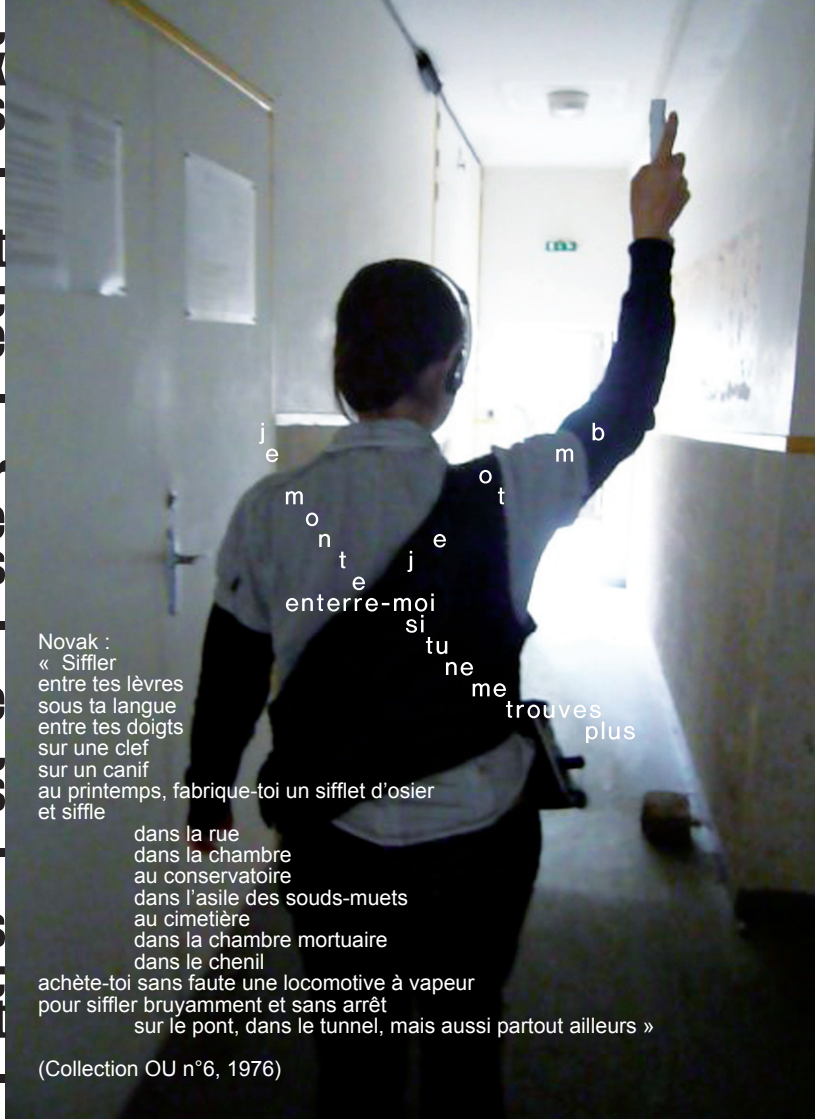 je monte
je tomb
enterre-moi
si
tu
ne
me
trouves
plus
Novak :
« Siffler
entre tes lèvres
sous ta langue
entre tes doigts
sur une clef
sur un canif
au printemps, fabrique-toi un sifflet d'osier
et siffle
dans la rue
dans la chambre
au conservatoire
dans l'asile des souds-muets
au cimetière
dans la chambre mortuaire
dans le chenil
achète-toi sans faute une locomotive à vapeur
pour siffler bruyamment et sans arrêt
sur le pont, dans le tunnel, mais aussi partout ailleurs »
(Collection OU n°6, 1976)